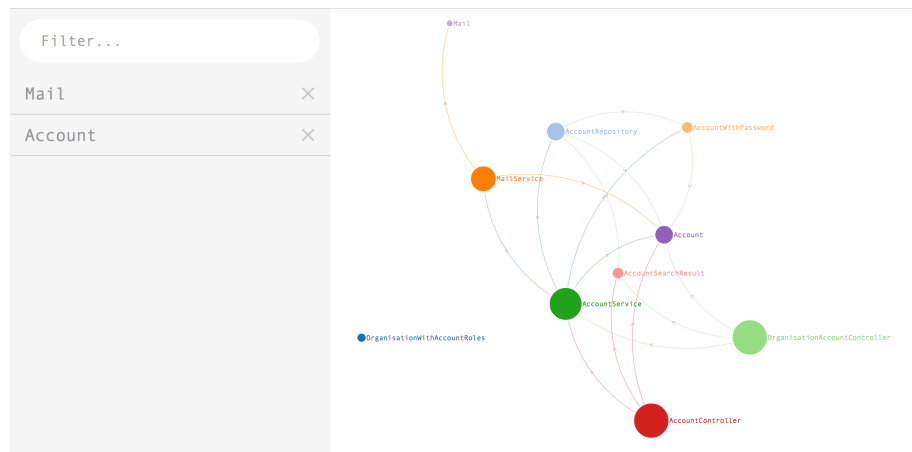 Filter...
Mail
Account
Mail
AccountRepository
AccountWithPassword
MailService
Account
AccountSearchResult
AccountService
OrganisationWithAccountRoles
OrganisationAccountController
AccountController